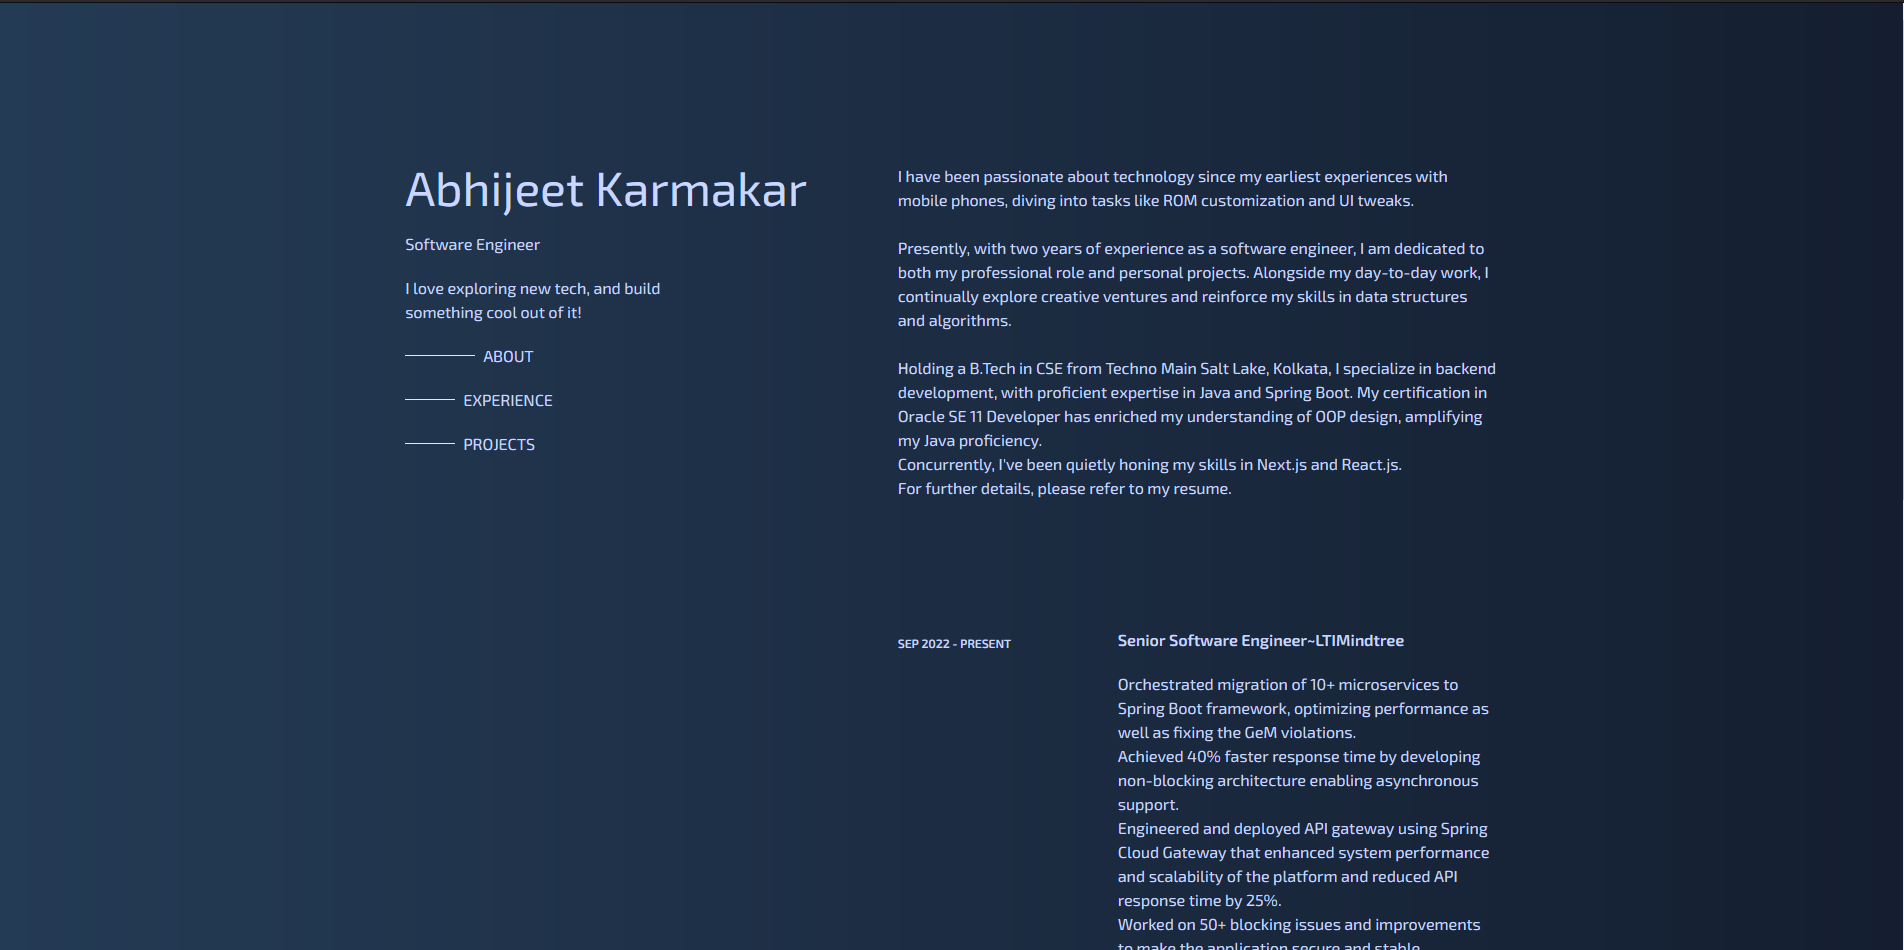 Abhijeet Karmakar
Software Engineer
I love exploring new tech, and build
something cool out of it!
ABOUT
EXPERIENCE
PROJECTS
I have been passionate about technology since my earliest experiences with
mobile phones, diving into tasks like ROM customization and UI tweaks.
Presently, with two years of experience as a software engineer, I am dedicated to
both my professional role and personal projects. Alongside my day-to-day work, I
continually explore creative ventures and reinforce my skills in data structures
and algorithms.
Holding a B.Tech in CSE from Techno Main Salt Lake, Kolkata, I specialize in backend
development, with proficient expertise in Java and Spring Boot. My certification in
Oracle SE 11 Developer has enriched my understanding of OOP design, amplifying
my Java proficiency.
Concurrently, I've been quietly honing my skills in Next.js and React.js.
For further details, please refer to my resume.
SEP 2022 - PRESENT
Senior Software Engineer~LTIMindtree
Orchestrated migration of 10+ microservices to
Spring Boot framework, optimizing performance as
well as fixing the GeM violations.
Achieved 40% faster response time by developing
non-blocking architecture enabling asynchronous
support.
Engineered and deployed API gateway using Spring
Cloud Gateway that enhanced system performance
and scalability of the platform and reduced API
response time by 25%.
Worked on 50+ blocking issues and improvements
to make the application secure and stable